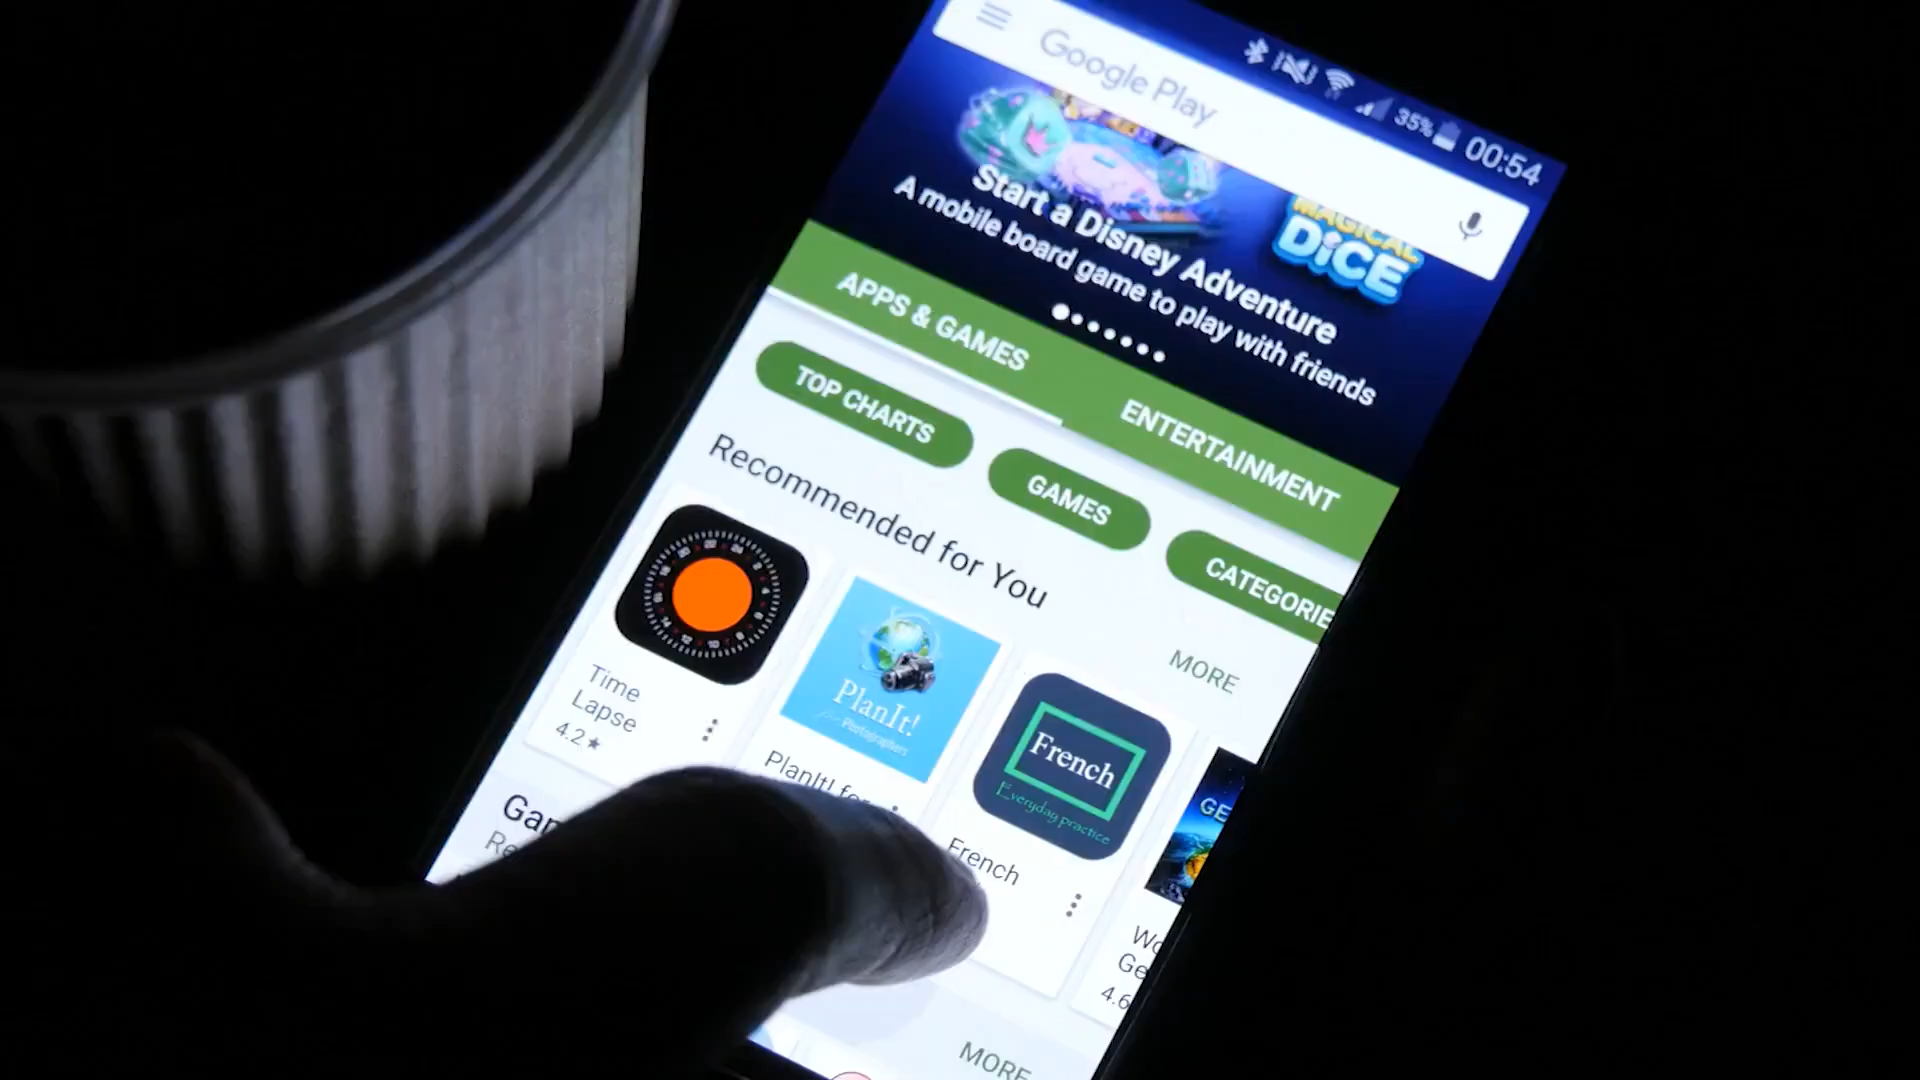 35% 00:54
Google Play
MAGICAL
DiCE
Start a Disney Adventure
A mobile board game to play with friends
APPS & GAMES ENTERTAINMENT
TOP CHARTS GAMES CATEGORIE
Recommended for You MORE
PlanIt!
for Photographers
French
Everyday practice
GE
Time
Lapse
4.2★
PlanIt! for
French
Wo
Ge
4.6
Gam
Re
MORE